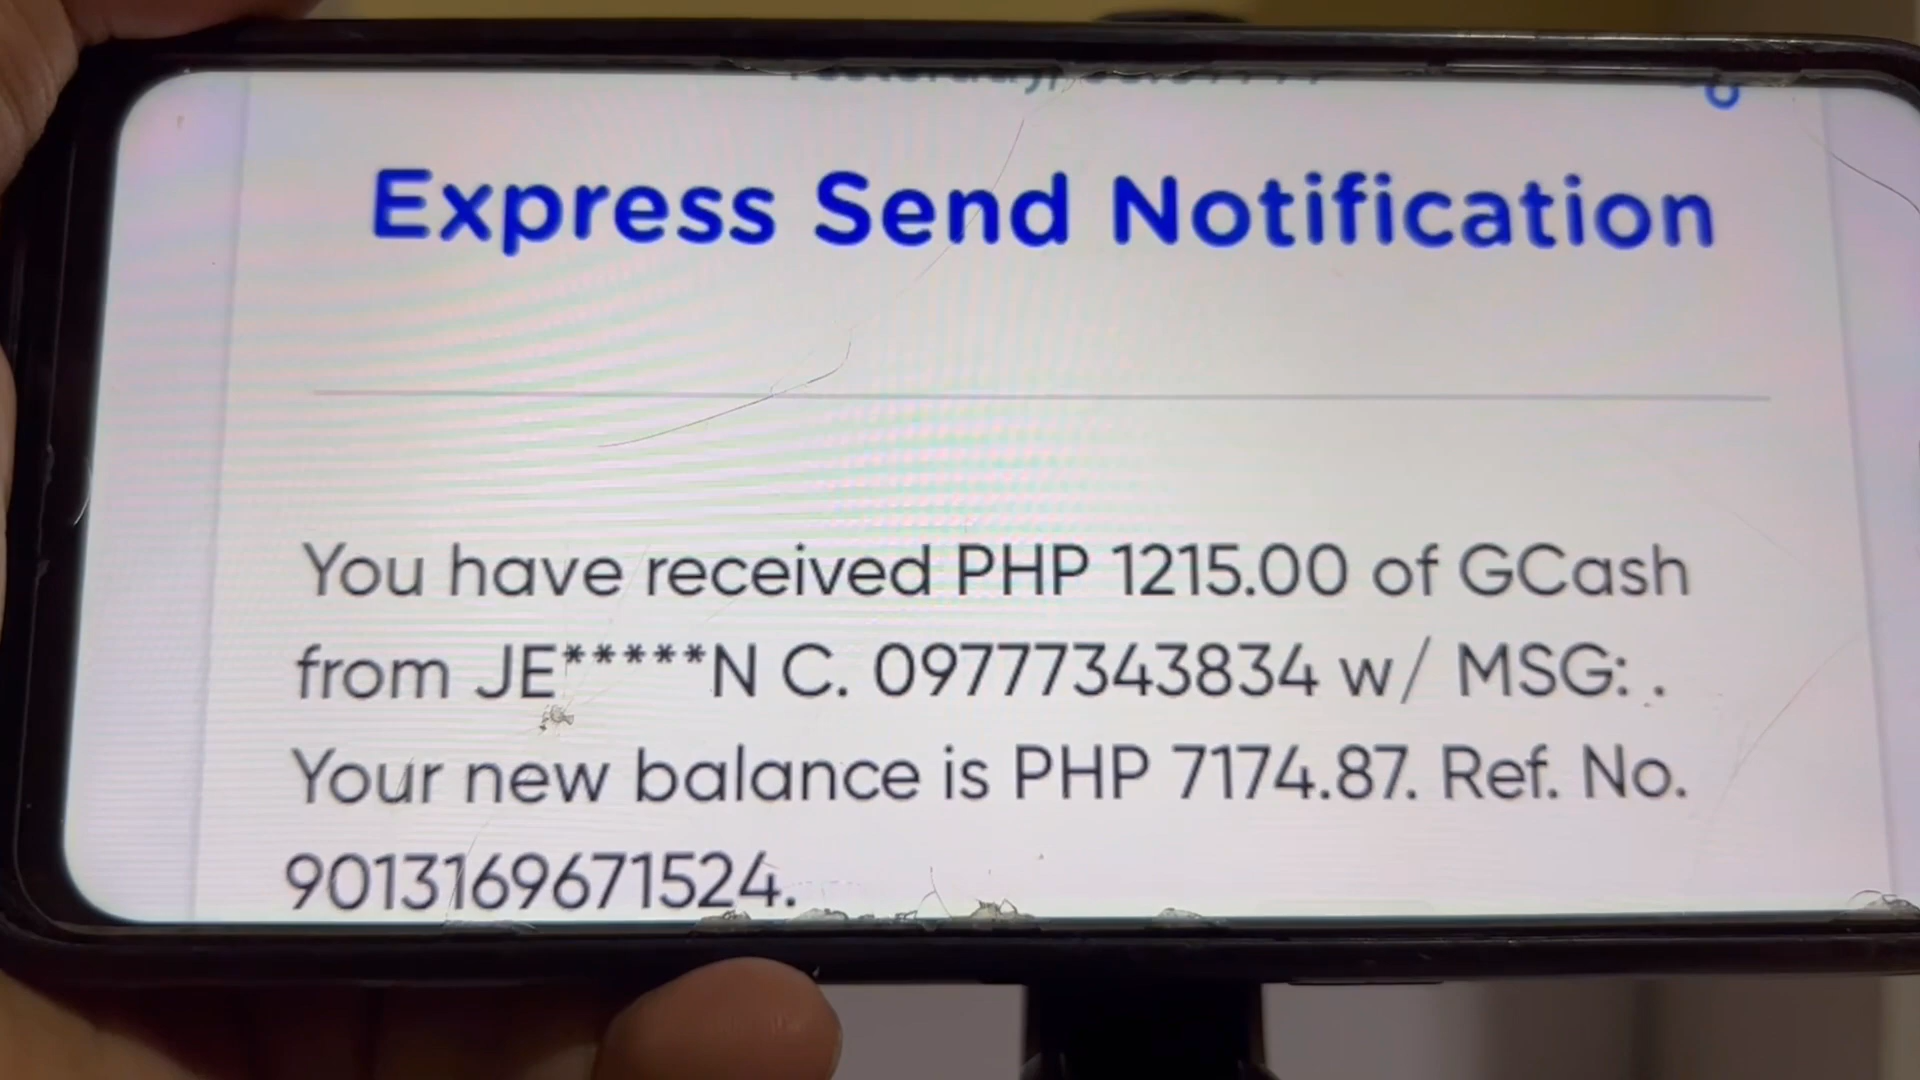 Express Send Notification
You have received PHP 1215.00 of GCash
from JE*****N C. 09777343834 w/ MSG: .
Your new balance is PHP 7174.87. Ref. No.
9013169671524.